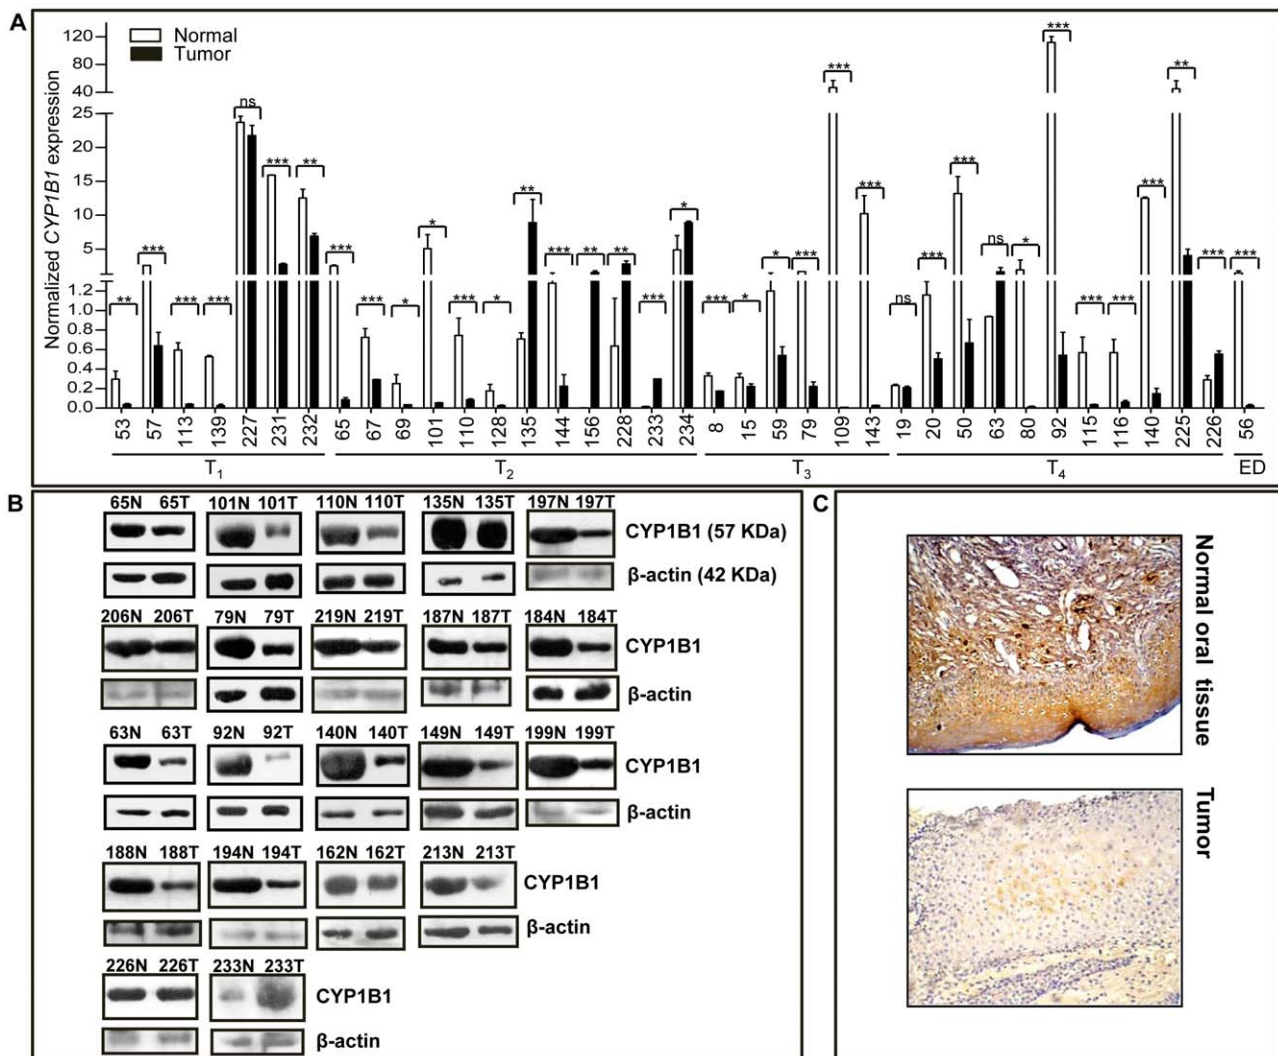 A
Normal
Tumor
Normalized CYP1B1 expression
120
80
40
25
20
15
10
5
1.2
1.0
0.8
0.6
0.4
0.2
0.0
** *** *** *** ns *** ** *** *** * * *** * ** *** ** ** *** * *** * * *** *** *** ns *** *** ns * *** *** *** *** ** *** ***
53 57 113 139 227 231 232 65 67 69 101 110 128 135 144 156 228 233 234 8 15 59 79 109 143 19 20 50 63 80 92 115 116 140 225 226 56
T1 T2 T3 T4 ED
B
65N 65T 101N 101T 110N 110T 135N 135T 197N 197T
CYP1B1 (57 KDa)
β-actin (42 KDa)
206N 206T 79N 79T 219N 219T 187N 187T 184N 184T
CYP1B1
β-actin
63N 63T 92N 92T 140N 140T 149N 149T 199N 199T
CYP1B1
β-actin
188N 188T 194N 194T 162N 162T 213N 213T
CYP1B1
β-actin
226N 226T 233N 233T
CYP1B1
β-actin
C
Normal oral tissue
Tumor